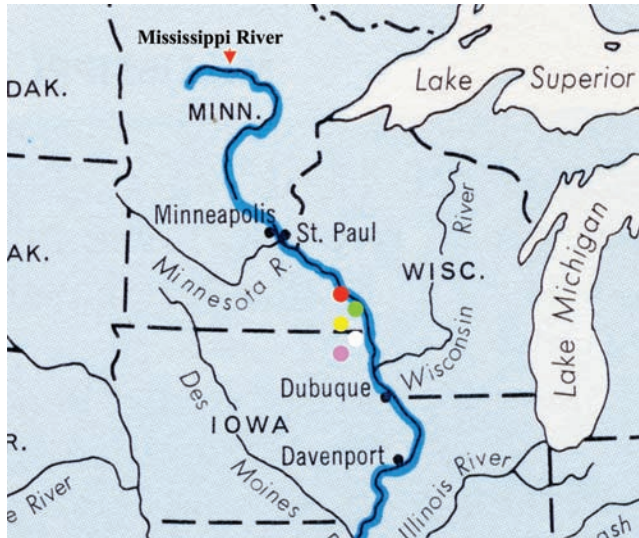 Mississippi River
Lake Superior
DAK.
MINN.
Minneapolis
St. Paul
River
Minnesota R.
WISC.
AK.
Lake Michigan
Wisconsin
Des
Dubuque
IOWA
Davenport
Moines
R.
Illinois River
e River
ash